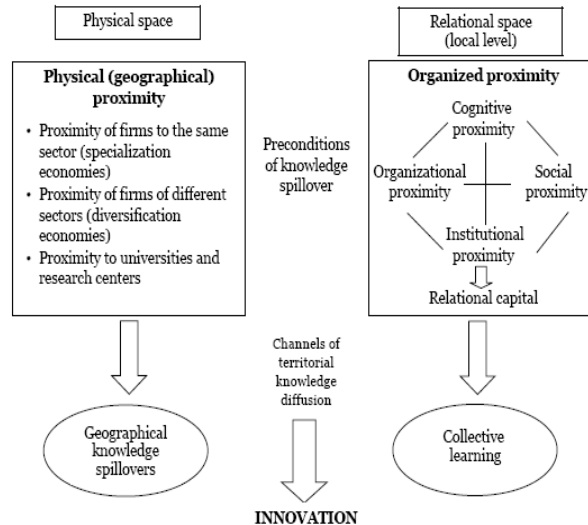 Physical space
Physical (geographical)
proximity
• Proximity of firms to the same
sector (specialization
economies)
• Proximity of firms of different
sectors (diversification
economies)
• Proximity to universities and
research centers
Geographical
knowledge
spillovers
Preconditions
of knowledge
spillover
Channels of
territorial
knowledge
diffusion
INNOVATION
Relational space
(local level)
Organized proximity
Cognitive
proximity
Organizational
proximity
Social
proximity
Institutional
proximity
Relational capital
Collective
learning